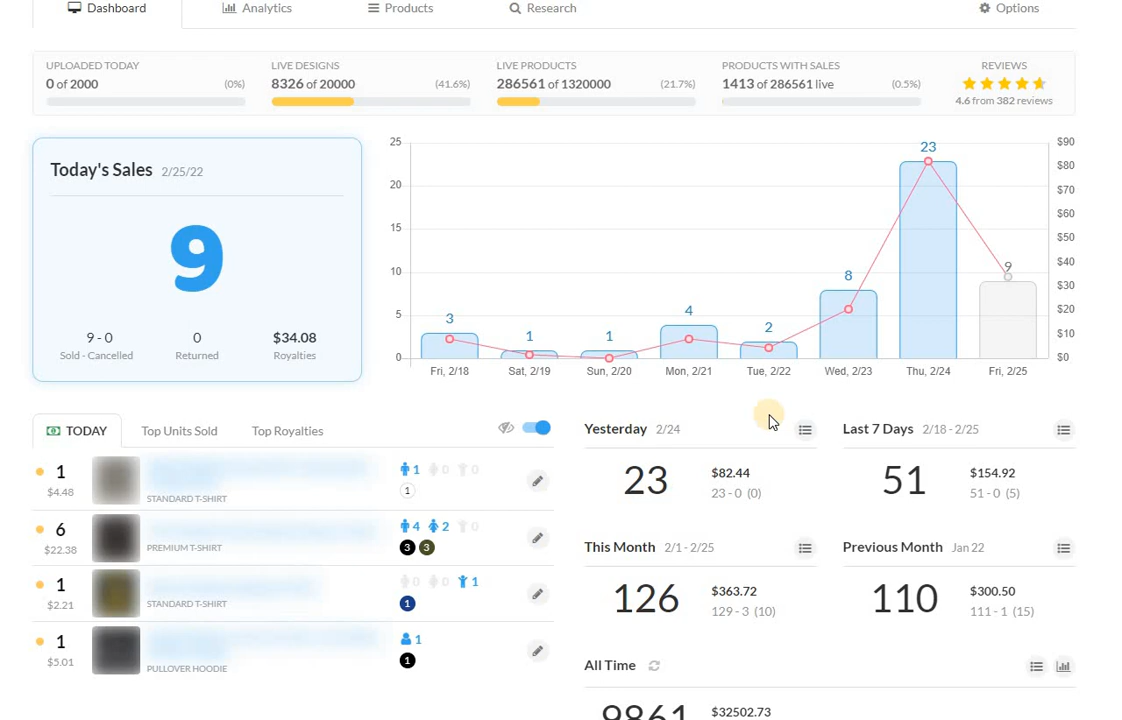 Dashboard Analytics Products Research Options
UPLOADED TODAY LIVE DESIGNS LIVE PRODUCTS PRODUCTS WITH SALES REVIEWS
0 of 2000 (0%) 8326 of 20000 (41.6%) 286561 of 1320000 (21.7%) 1413 of 286561 live (0.5%)
4.6 from 382 reviews
Today's Sales 2/25/22
9
9 - 0 0 $34.08
Sold - Cancelled Returned Royalties
25 20 15 10 5 0
3 1 1 4 2 8 23 9
$90 $80 $70 $60 $50 $40 $30 $20 $10 $0
Fri, 2/18 Sat, 2/19 Sun, 2/20 Mon, 2/21 Tue, 2/22 Wed, 2/23 Thu, 2/24 Fri, 2/25
TODAY Top Units Sold Top Royalties
1 1 0 0
$4.48 STANDARD T-SHIRT 1
6 4 2 0
$22.38 PREMIUM T-SHIRT 3 3
1 0 0 1
$2.21 STANDARD T-SHIRT 1
1 1
$5.01 PULLOVER HOODIE 1
Yesterday 2/24
23 $82.44
23 - 0 (0)
Last 7 Days 2/18 - 2/25
51 $154.92
51 - 0 (5)
This Month 2/1 - 2/25
126 $363.72
129 - 3 (10)
Previous Month Jan 22
110 $300.50
111 - 1 (15)
All Time
9861 $32502.73